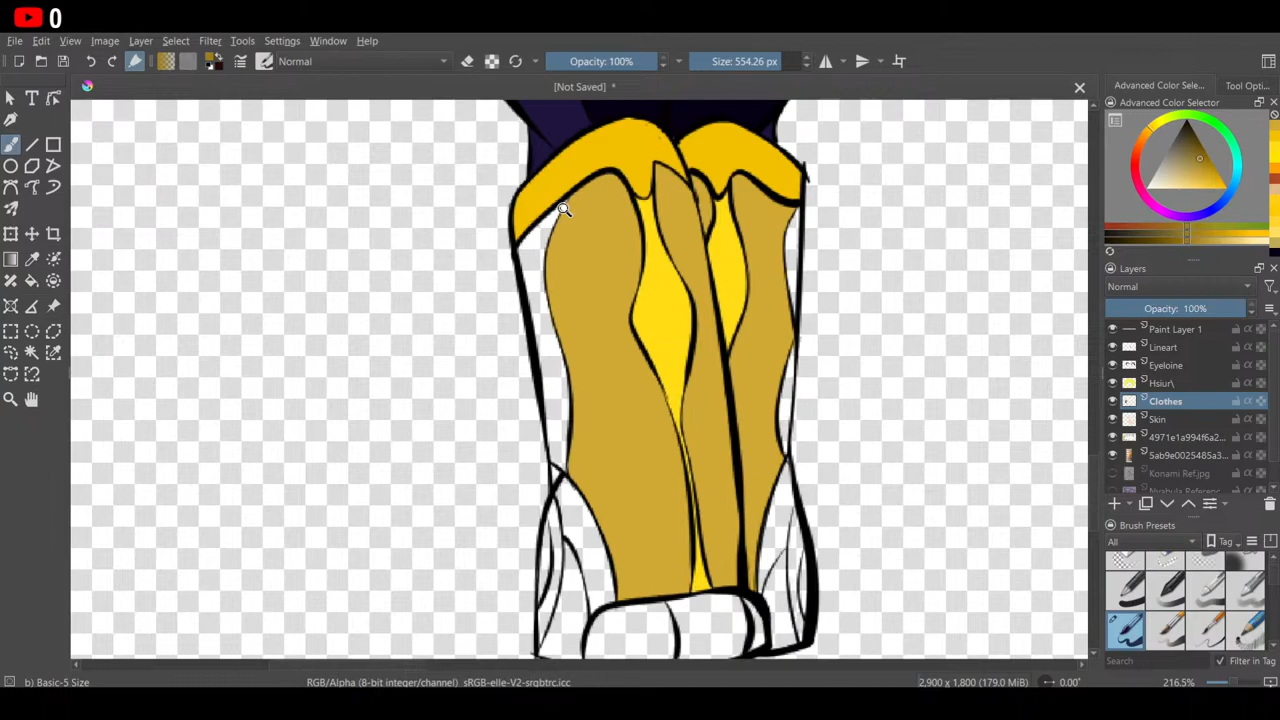 0
File Edit View Image Layer Select Filter Tools Settings Window Help
Normal Opacity: 100% Size: 554.26 px
[Not Saved] *
Advanced Color Selec... Tool Opti...
Advanced Color Selector
Layers
Normal
Opacity: 100%
Paint Layer 1
Lineart
Eyeloine
Hsiur\
Clothes
Skin
4971e1a994f6a2...
5ab9e0025485a3...
Konami Ref.jpg
Brush Presets
All Tag
Search Filter in Tag
b) Basic-5 Size RGB/Alpha (8-bit integer/channel) sRGB-elle-V2-srgbtrc.icc 2,900 x 1,800 (179.0 MiB) 0.00° 216.5%